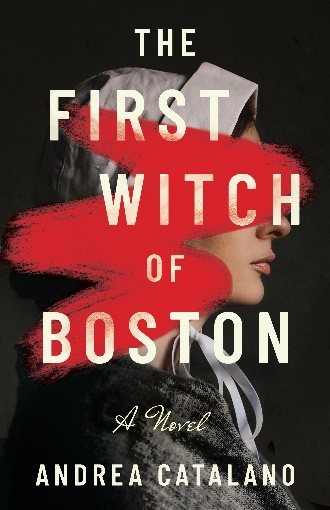 THE
FIRST
WITCH
OF
BOSTON
A Novel
ANDREA CATALANO